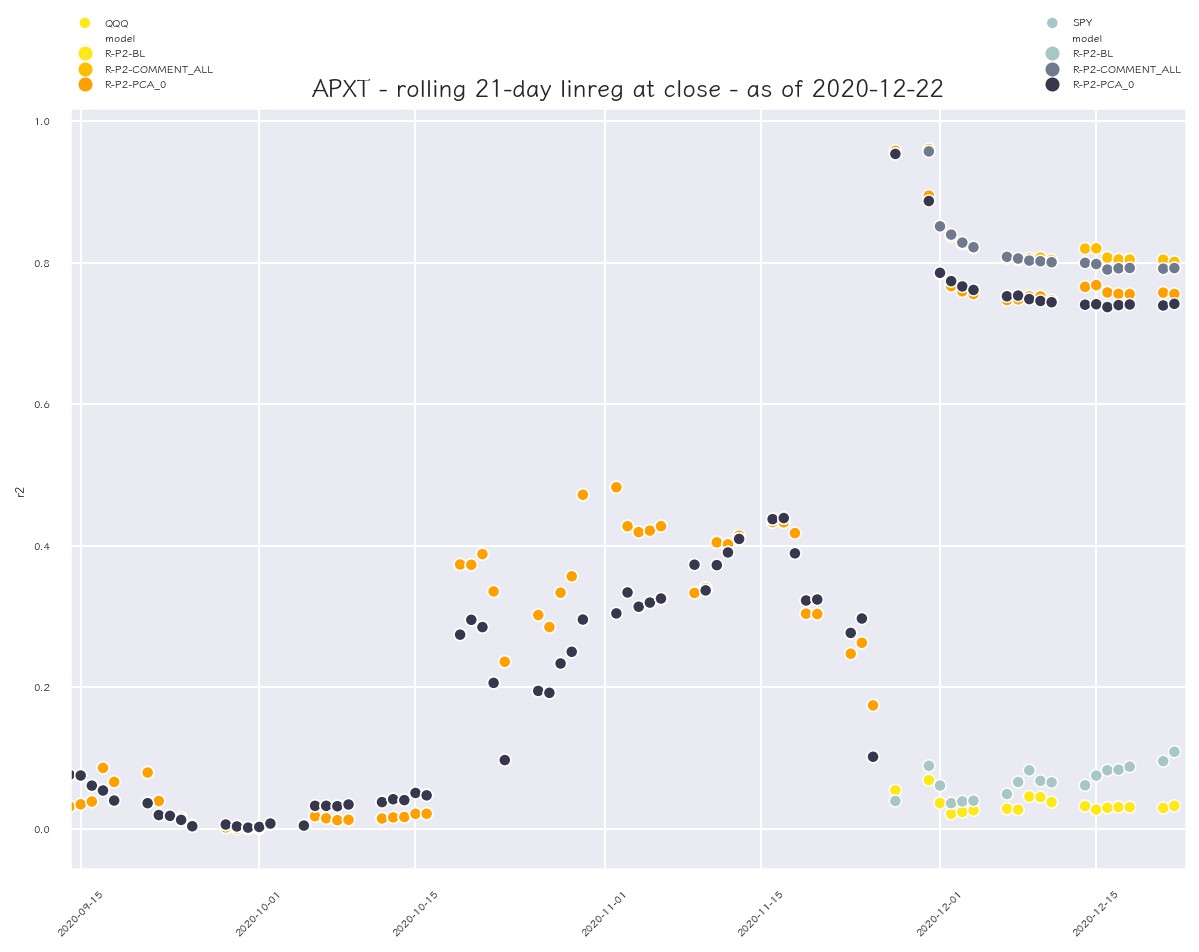 QQQ
model
R-P2-BL
R-P2-COMMENT_ALL
R-P2-PCA_0
SPY
model
R-P2-BL
R-P2-COMMENT_ALL
R-P2-PCA_0
APXT - rolling 21-day linreg at close - as of 2020-12-22
1.0
0.8
0.6
0.4
0.2
0.0
r2
2020-09-15
2020-10-01
2020-10-15
2020-11-01
2020-11-15
2020-12-01
2020-12-15